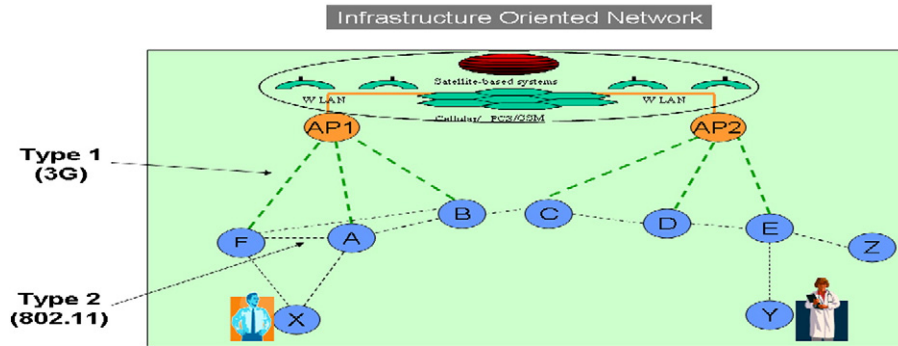 Infrastructure Oriented Network
Satellite-based systems
W LAN
W LAN
Cellular/ PCS/GSM
AP1
AP2
Type 1
(3G)
B
C
D
E
F
A
Z
Type 2
(802.11)
X
Y